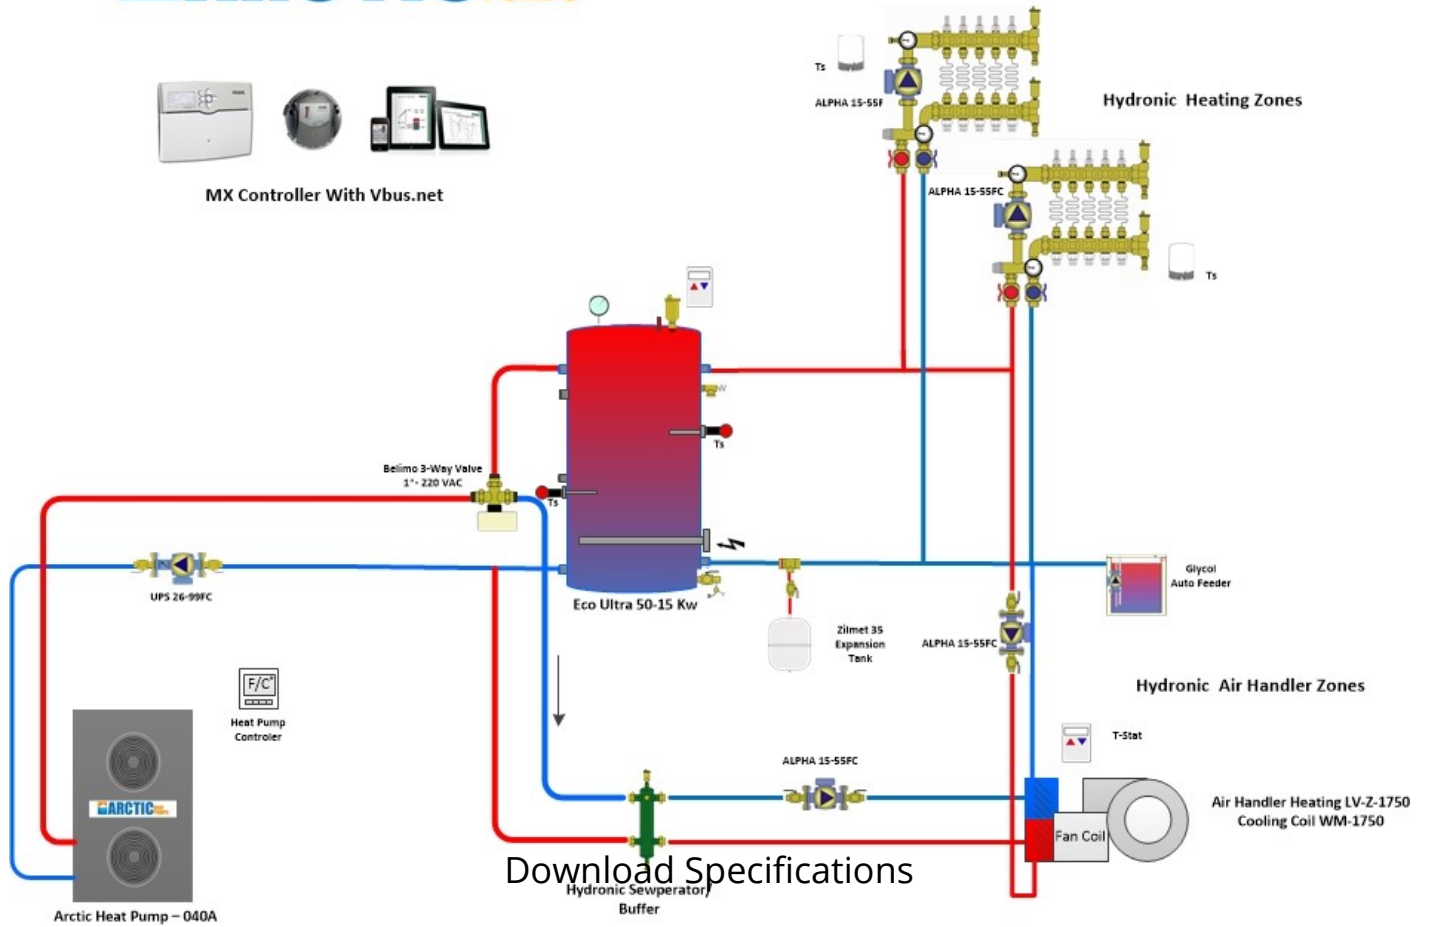 Ts
ALPHA 15-55F
Hydronic Heating Zones
MX Controller With Vbus.net
ALPHA 15-55FC
Ts
Belimo 3-Way Valve
1"- 220 VAC
Ts
Ts
UPS 26-99FC
Eco Ultra 50-15 Kw
Glycol
Auto Feeder
Zilmet 35
Expansion
Tank
ALPHA 15-55FC
Hydronic Air Handler Zones
F/C°
Heat Pump
Controler
T-Stat
ALPHA 15-55FC
ARCTIC
Air Handler Heating LV-Z-1750
Cooling Coil WM-1750
Fan Coil
Download Specifications
Hydronic Sewperator/
Buffer
Arctic Heat Pump – 040A